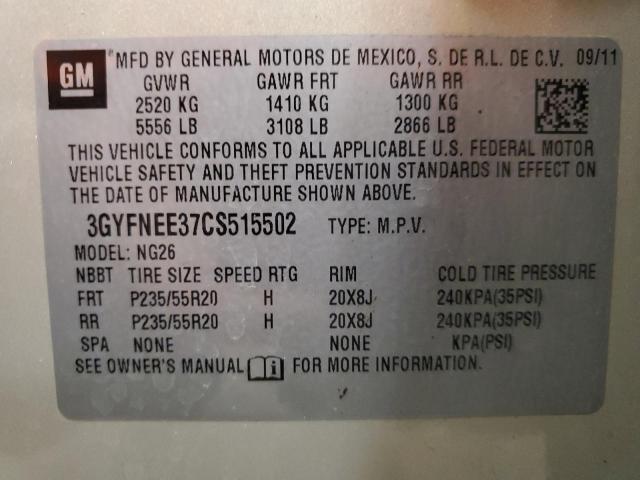 GM ®MFD BY GENERAL MOTORS DE MEXICO, S. DE R.L. DE C.V. 09/11
GVWR GAWR FRT GAWR RR
2520 KG 1410 KG 1300 KG
5556 LB 3108 LB 2866 LB
THIS VEHICLE CONFORMS TO ALL APPLICABLE U.S. FEDERAL MOTOR
VEHICLE SAFETY AND THEFT PREVENTION STANDARDS IN EFFECT ON
THE DATE OF MANUFACTURE SHOWN ABOVE.
3GYFNEE37CS515502 TYPE: M.P.V.
MODEL: NG26
NBBT TIRE SIZE SPEED RTG RIM COLD TIRE PRESSURE
FRT P235/55R20 H 20X8J 240KPA(35PSI)
RR P235/55R20 H 20X8J 240KPA(35PSI)
SPA NONE NONE KPA(PSI)
SEE OWNER'S MANUAL FOR MORE INFORMATION.